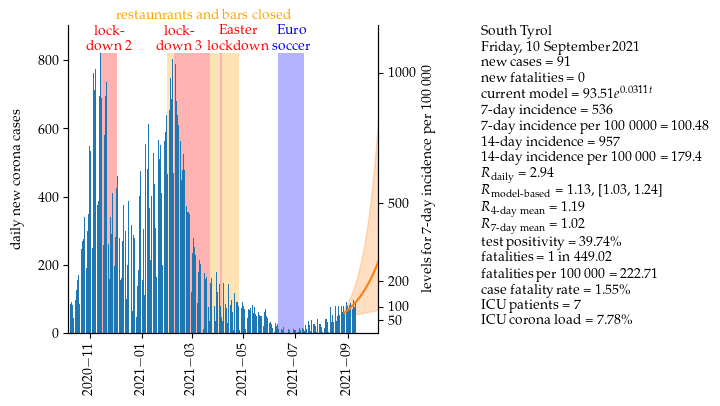 restaunrants and bars closed
lock-
down 2
lock-
down 3
Easter
lockdown
Euro
soccer
daily new corona cases
800
600
400
200
0
2020−11
2021−01
2021−03
2021−05
2021−07
2021−09
1000
500
200
100
50
levels for 7-day incidence per 100 000
South Tyrol
Friday, 10 September 2021
new cases = 91
new fatalities = 0
current model = 93.51e^0.0311t
7-day incidence = 536
7-day incidence per 100 0000 = 100.48
14-day incidence = 957
14-day incidence per 100 000 = 179.4
R_daily = 2.94
R_model-based = 1.13, [1.03, 1.24]
R_4-day mean = 1.19
R_7-day mean = 1.02
test positivity = 39.74%
fatalities = 1 in 449.02
fatalities per 100 000 = 222.71
case fatality rate = 1.55%
ICU patients = 7
ICU corona load = 7.78%